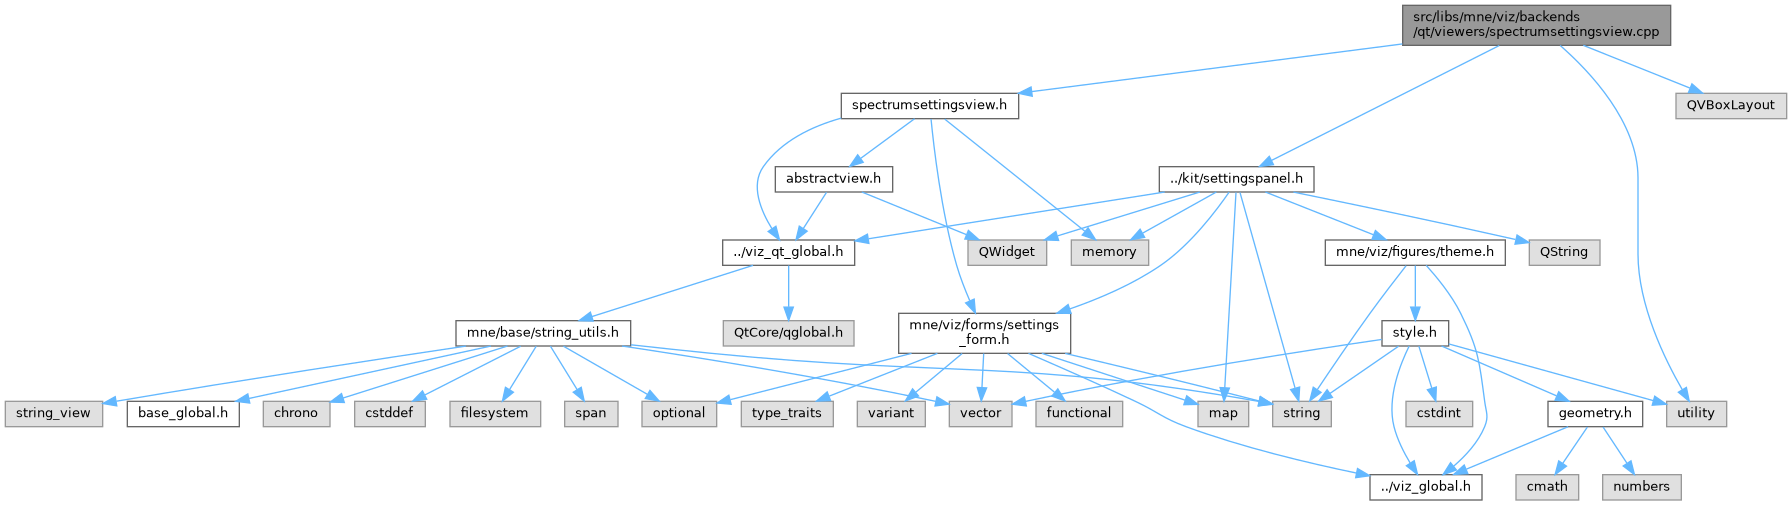 src/libs/mne/viz/backends
/qt/viewers/spectrumsettingsview.cpp
spectrumsettingsview.h
QVBoxLayout
abstractview.h
../kit/settingspanel.h
../viz_qt_global.h
QWidget
memory
mne/viz/figures/theme.h
QString
mne/base/string_utils.h
QtCore/qglobal.h
mne/viz/forms/settings
_form.h
style.h
string_view
base_global.h
chrono
cstddef
filesystem
span
optional
type_traits
variant
vector
functional
map
string
cstdint
geometry.h
utility
../viz_global.h
cmath
numbers